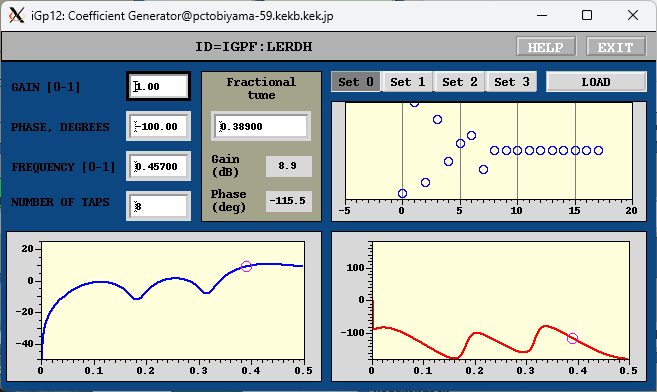 iGp12: Coefficient Generator@pctobiyama-59.kekb.kek.jp
ID=IGPF:LERDH HELP EXIT
GAIN [0-1] 1.00
PHASE, DEGREES -100.00
FREQUENCY [0-1] 0.45700
NUMBER OF TAPS 8
Fractional
tune
0.38900
Gain
(dB) 8.9
Phase
(deg) -115.5
Set 0 Set 1 Set 2 Set 3 LOAD
-5 0 5 10 15 20
20
0
-20
-40
0 0.1 0.2 0.3 0.4 0.5
100
-100
0 0.1 0.2 0.3 0.4 0.5